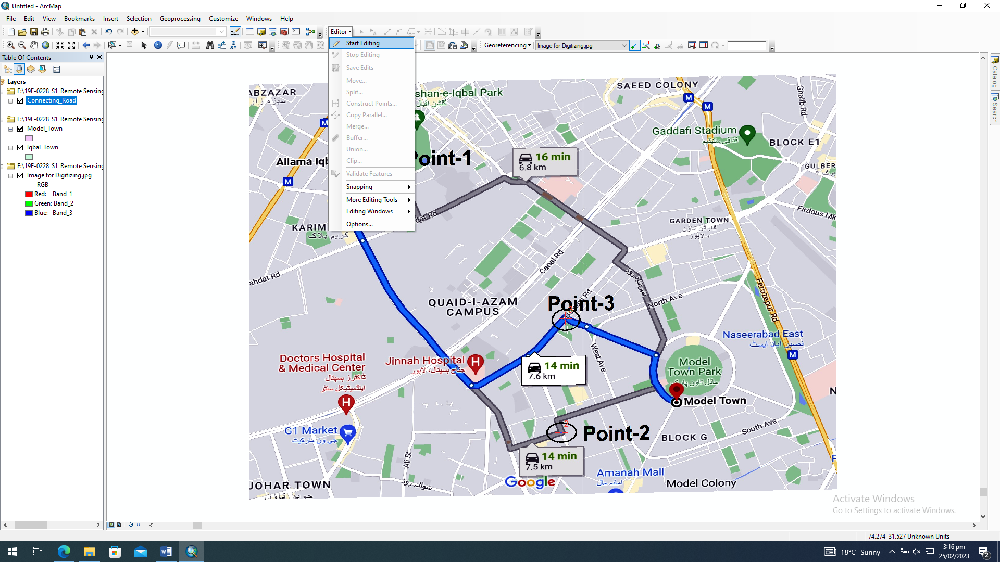 Untitled - ArcMap
File Edit View Bookmarks Insert Selection Geoprocessing Customize Windows Help
Editor
Georeferencing Image for Digitizing.jpg
Start Editing
Stop Editing
Save Edits
Move...
Split...
Construct Points...
Copy Parallel...
Merge...
Buffer...
Union...
Clip...
Validate Features
Snapping
More Editing Tools
Editing Windows
Options...
Table Of Contents
Layers
E:\19F-0228_S1_Remote Sensing
Connecting_Road
E:\19F-0228_S1_Remote Sensing
Model_Town
Iqbal_Town
E:\19F-0228_S1_Remote Sensing
Image for Digitizing.jpg
RGB
Red: Band_1
Green: Band_2
Blue: Band_3
Catalog
Search
ABZAZAR
سبزہ زار
shan-e-Iqbal Park
گلشن اقبال
SAEED COLONY
M
M
M
M
Ghalib Rd
Gaddafi Stadium
قذافی سٹیڈیم
BLOCK E1
GULBER
Allama Iqb
Point-1
16 min
6.8 km
Firdous Mk
GARDEN TOWN
گارڈن ٹاؤن
، لاہور
KARIM
کریم بلاک
dat Rd
ahdat Rd
Canal Rd
QUAID-I-AZAM
CAMPUS
Point-3
3
North Ave
Ferozepur Rd
Naseerabad East
نصیر آباد ایسٹ
M
West Ave
Doctors Hospital
& Medical Center
ڈاکٹرز ہسپتال
اینڈمیڈیکل سنٹر
Jinnah Hospital
جناح ہسپتال، لاہور
H
H
14 min
7.6 km
Model
Town Park
ماڈل ٹاون پارک
Model Town
N
G1 Market
جی ون مارکیٹ
2
Point-2
BLOCK G
South Ave
Ali St
14 min
7.5 km
Google
Amanah Mall
امانہ مال
Model Colony
JOHAR TOWN
جوہر ٹاؤن
شوالہ روڈ
Activate Windows
Go to Settings to activate Windows.
74.274 31.527 Unknown Units
18°C Sunny
3:16 pm
25/02/2023
2